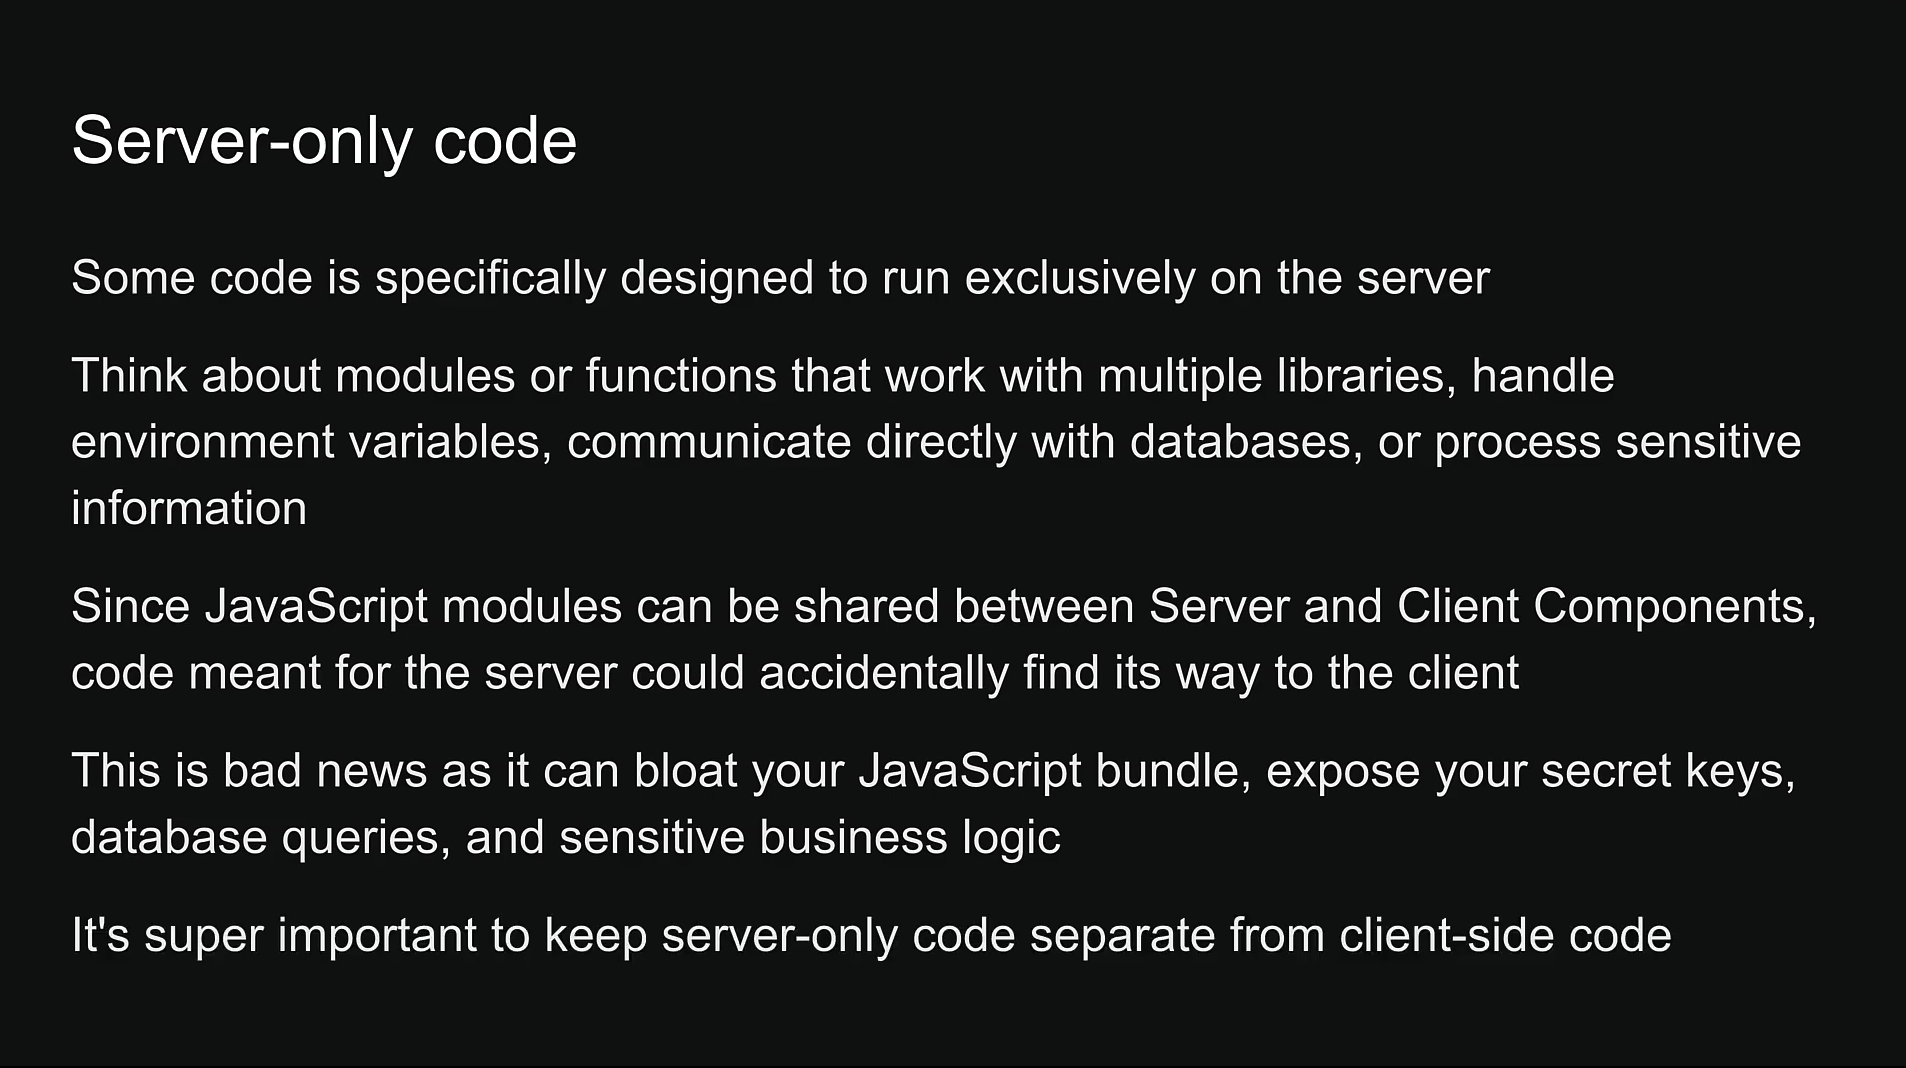 Server-only code
Some code is specifically designed to run exclusively on the server
Think about modules or functions that work with multiple libraries, handle
environment variables, communicate directly with databases, or process sensitive
information
Since JavaScript modules can be shared between Server and Client Components,
code meant for the server could accidentally find its way to the client
This is bad news as it can bloat your JavaScript bundle, expose your secret keys,
database queries, and sensitive business logic
It's super important to keep server-only code separate from client-side code